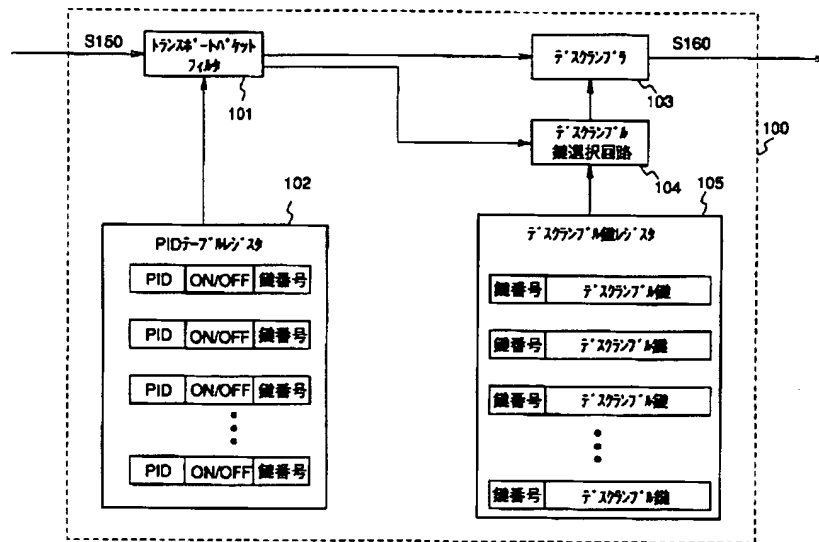 S150
トランスポートパケット
フィルタ
101
デスクランブラ
103
S160
デスクランブル
鍵選択回路
104
100
102
PIDテーブルレジスタ
PID ON/OFF 鍵番号
PID ON/OFF 鍵番号
PID ON/OFF 鍵番号
PID ON/OFF 鍵番号
105
デスクランブル鍵レジスタ
鍵番号 デスクランブル鍵
鍵番号 デスクランブル鍵
鍵番号 デスクランブル鍵
鍵番号 デスクランブル鍵